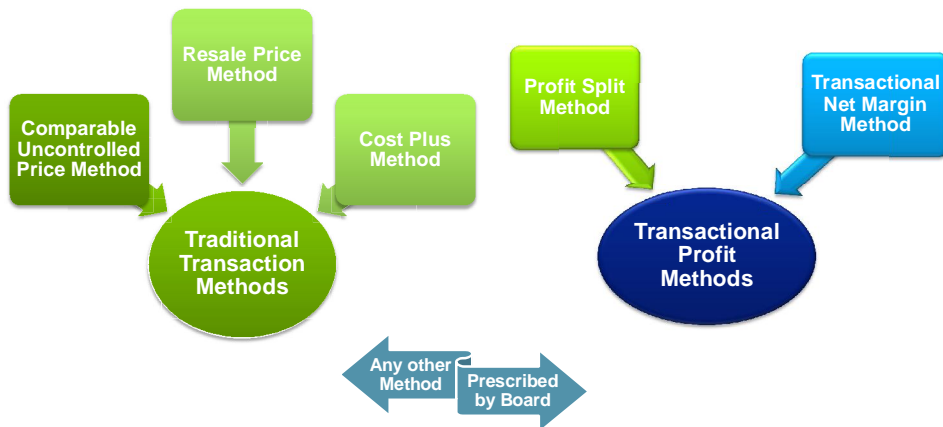 Resale Price
Method
Comparable
Uncontrolled
Price Method
Cost Plus
Method
Traditional
Transaction
Methods
Profit Split
Method
Transactional
Net Margin
Method
Transactional
Profit
Methods
Any other
Method
Prescribed
by Board